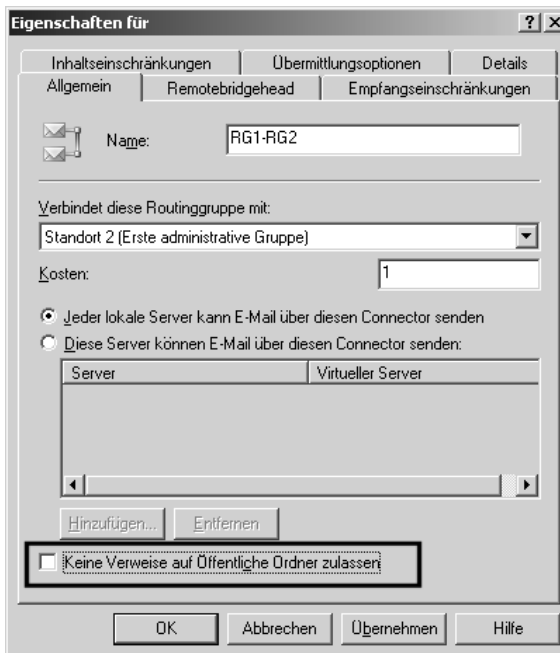 Eigenschaften für
Inhaltseinschränkungen Übermittlungsoptionen Details
Allgemein Remotebridgehead Empfangseinschränkungen
Name: RG1-RG2
Verbindet diese Routinggruppe mit:
Standort 2 (Erste administrative Gruppe)
Kosten: 1
Jeder lokale Server kann E-Mail über diesen Connector senden
Diese Server können E-Mail über diesen Connector senden:
Server Virtueller Server
Hinzufügen... Entfernen
Keine Verweise auf Öffentliche Ordner zulassen
OK Abbrechen Übernehmen Hilfe